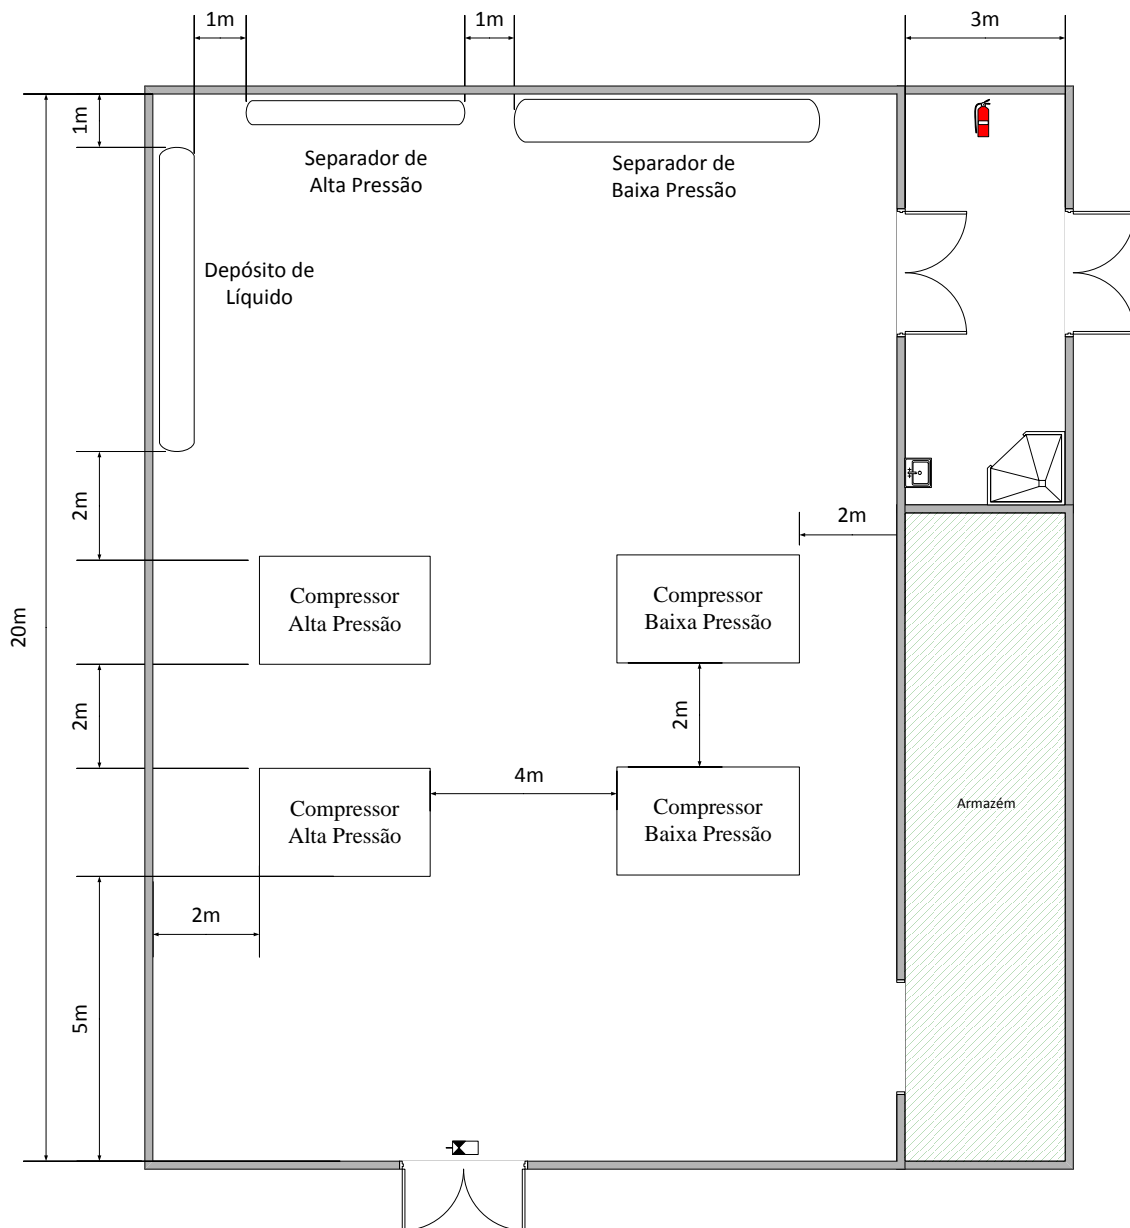 1m
1m
3m
1m
Separador de
Alta Pressão
Separador de
Baixa Pressão
Depósito de
Líquido
2m
2m
20m
Compressor
Alta Pressão
Compressor
Baixa Pressão
2m
2m
4m
Compressor
Alta Pressão
Compressor
Baixa Pressão
Armazém
2m
5m